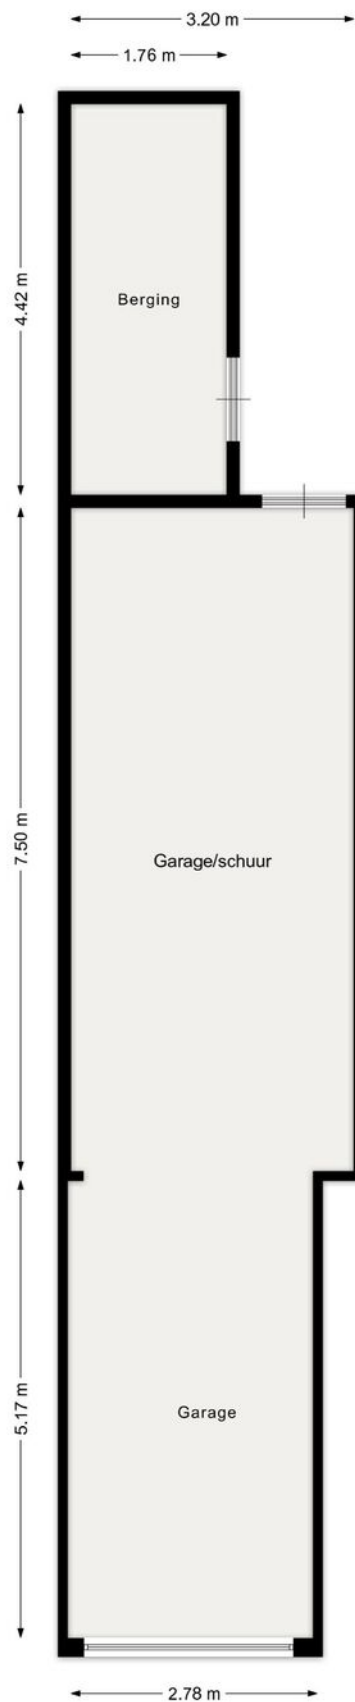 3.20 m
1.76 m
4.42 m
Berging
7.50 m
Garage/schuur
5.17 m
Garage
2.78 m